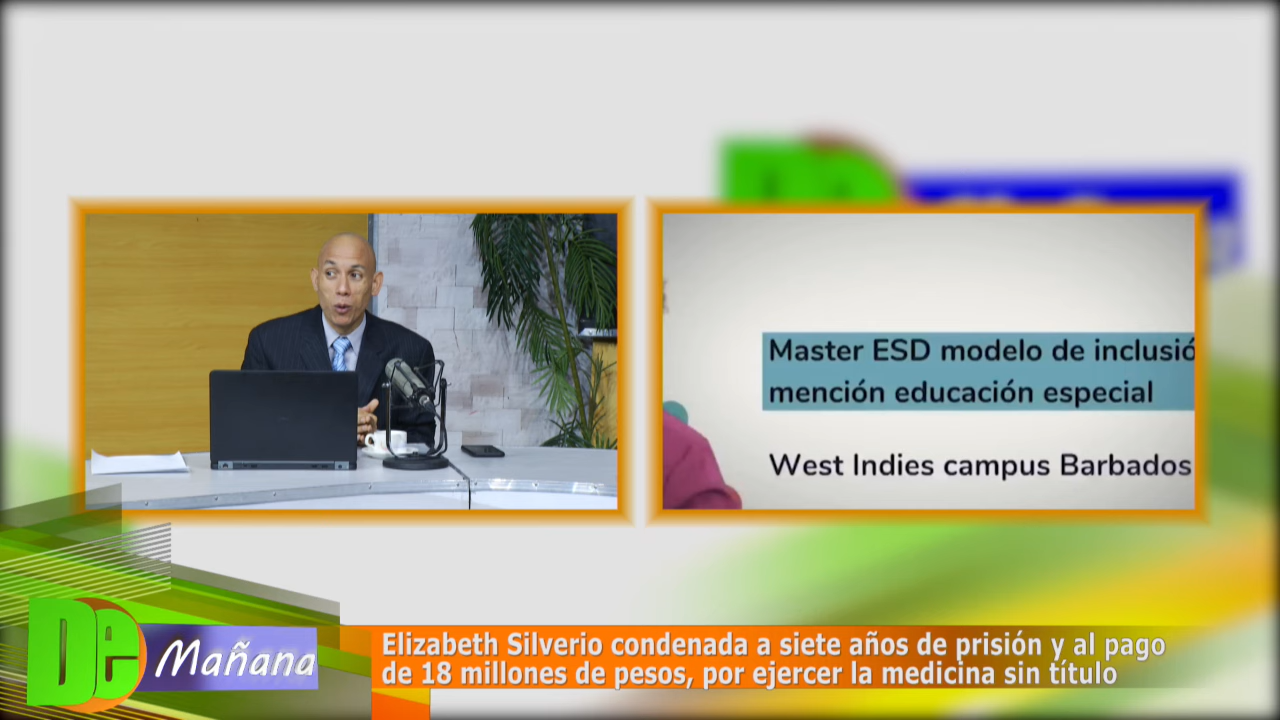 Master ESD modelo de inclusió
mención educación especial
West Indies campus Barbados
De
Mañana
Elizabeth Silverio condenada a siete años de prisión y al pago
de 18 millones de pesos, por ejercer la medicina sin título